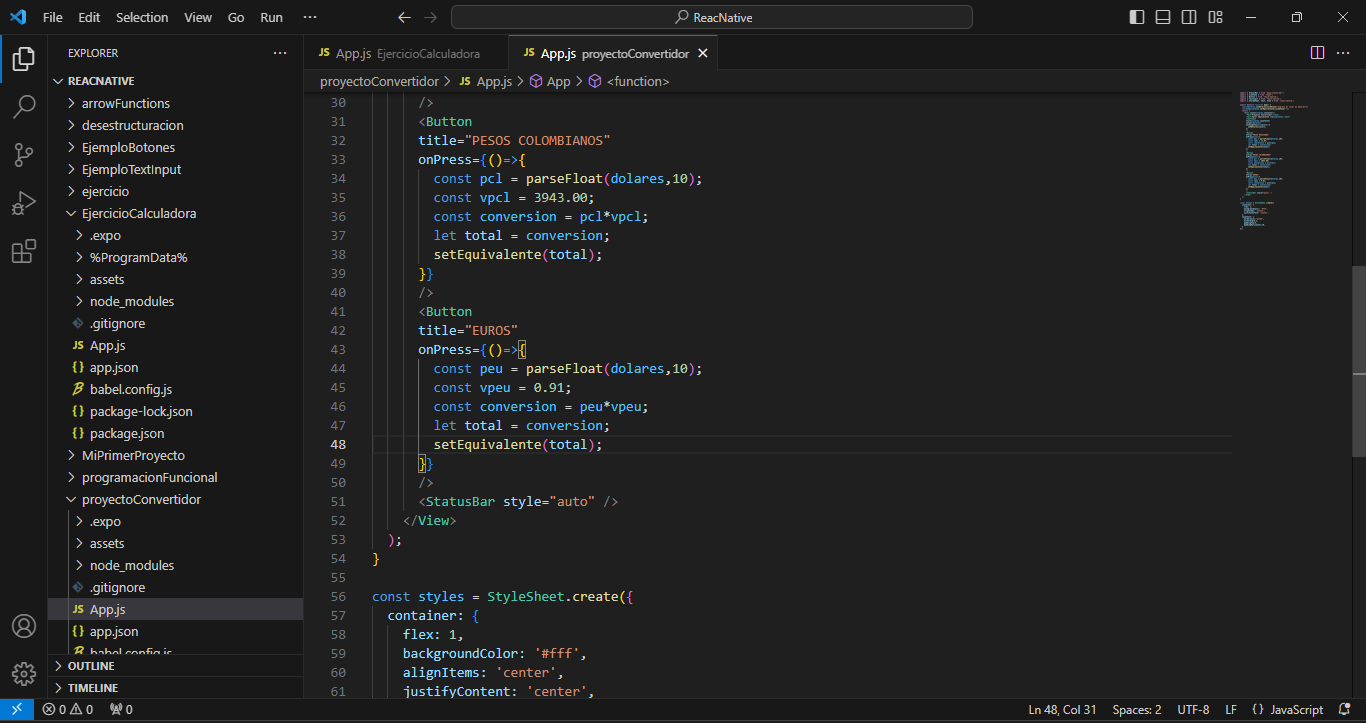 File Edit Selection View Go Run ··· ← → ReacNative
EXPLORER ···
REACNATIVE
arrowFunctions
desestructuracion
EjemploBotones
EjemploTextInput
ejercicio
EjercicioCalculadora
.expo
%ProgramData%
assets
node_modules
.gitignore
JS App.js
{} app.json
babel.config.js
{} package-lock.json
{} package.json
MiPrimerProyecto
programacionFuncional
proyectoConvertidor
.expo
assets
node_modules
.gitignore
JS App.js
{} app.json
babel.config.js
OUTLINE
TIMELINE
JS App.js EjercicioCalculadora JS App.js proyectoConvertidor
proyectoConvertidor > JS App.js > App > <function>
30 />
31 <Button
32 title="PESOS COLOMBIANOS"
33 onPress={()=>{
34 const pcl = parseFloat(dolares,10);
35 const vpcl = 3943.00;
36 const conversion = pcl*vpcl;
37 let total = conversion;
38 setEquivalente(total);
39 }}
40 />
41 <Button
42 title="EUROS"
43 onPress={()=>{
44 const peu = parseFloat(dolares,10);
45 const vpeu = 0.91;
46 const conversion = peu*vpeu;
47 let total = conversion;
48 setEquivalente(total);
49 }}
50 />
51 <StatusBar style="auto" />
52 </View>
53 );
54 }
55
56 const styles = StyleSheet.create({
57 container: {
58 flex: 1,
59 backgroundColor: '#fff',
60 alignItems: 'center',
61 justifyContent: 'center',
0 0 0 Ln 48, Col 31 Spaces: 2 UTF-8 LF {} JavaScript